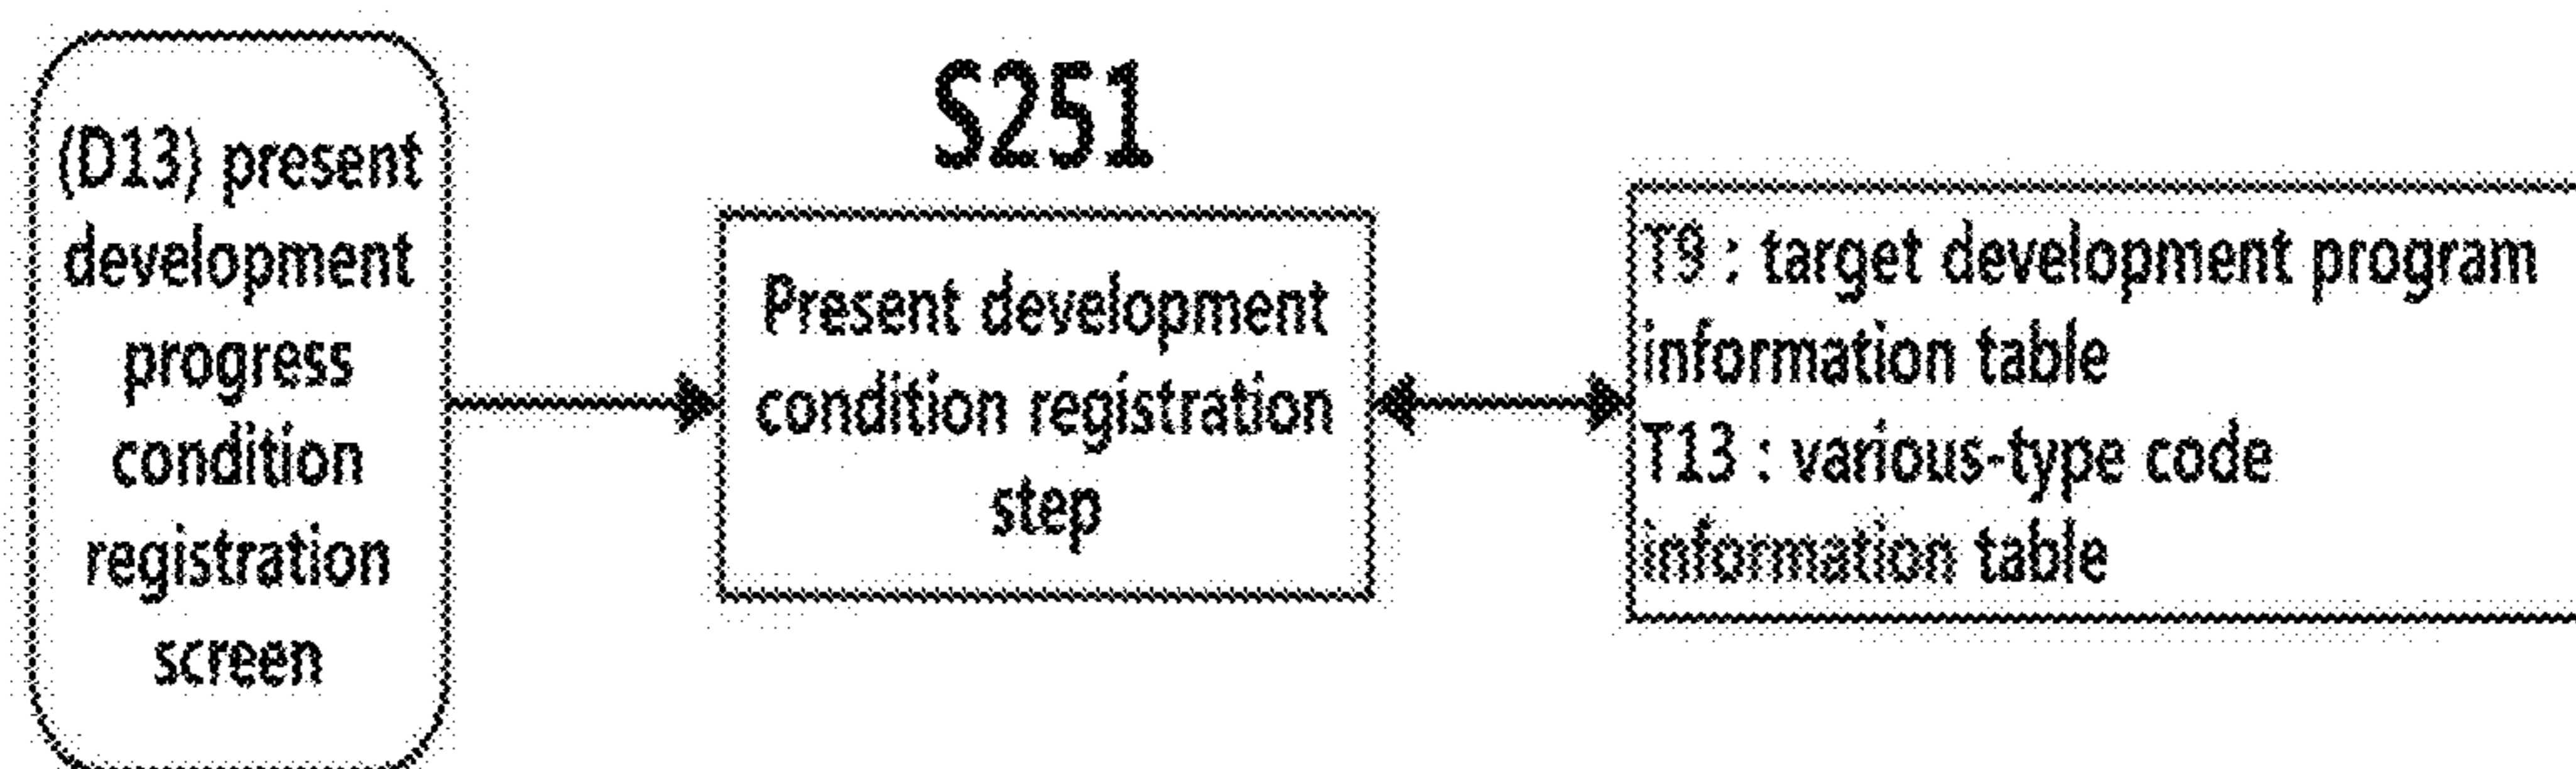 (D13) present
development
progress
condition
registration
screen
S251
Present development
condition registration
step
T9 : target development program
information table
T13 : various-type code
information table